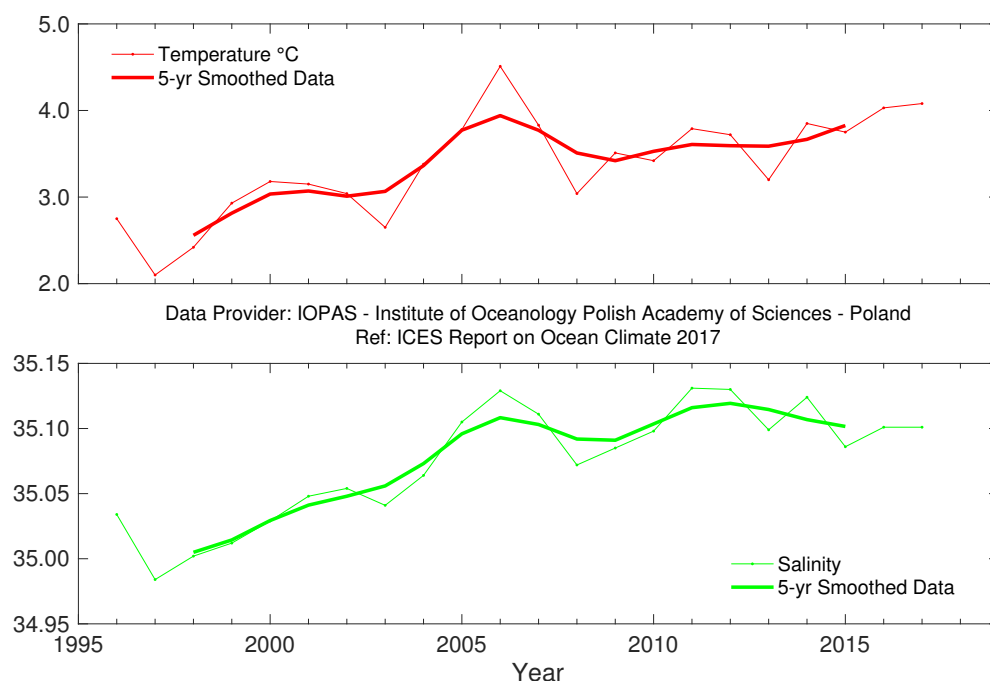 5.0
4.0
3.0
2.0
Temperature °C
5-yr Smoothed Data
Data Provider: IOPAS - Institute of Oceanology Polish Academy of Sciences - Poland
Ref: ICES Report on Ocean Climate 2017
35.15
35.10
35.05
35.00
34.95
Salinity
5-yr Smoothed Data
1995 2000 2005 2010 2015
Year